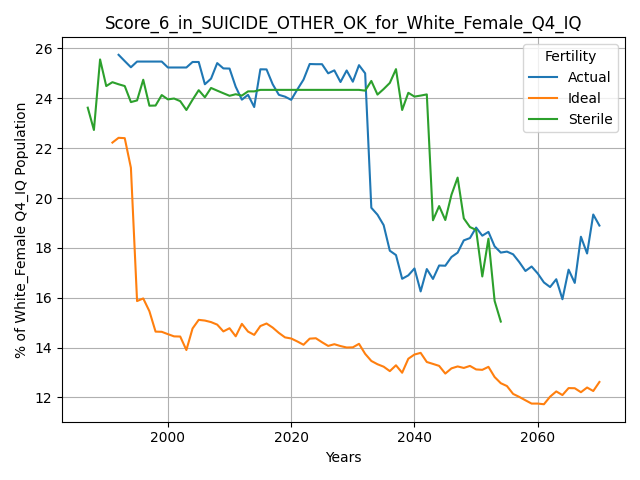 Score_6_in_SUICIDE_OTHER_OK_for_White_Female_Q4_IQ
% of White_Female Q4_IQ Population
26
24
22
20
18
16
14
12
Fertility
Actual
Ideal
Sterile
2000
2020
2040
2060
Years